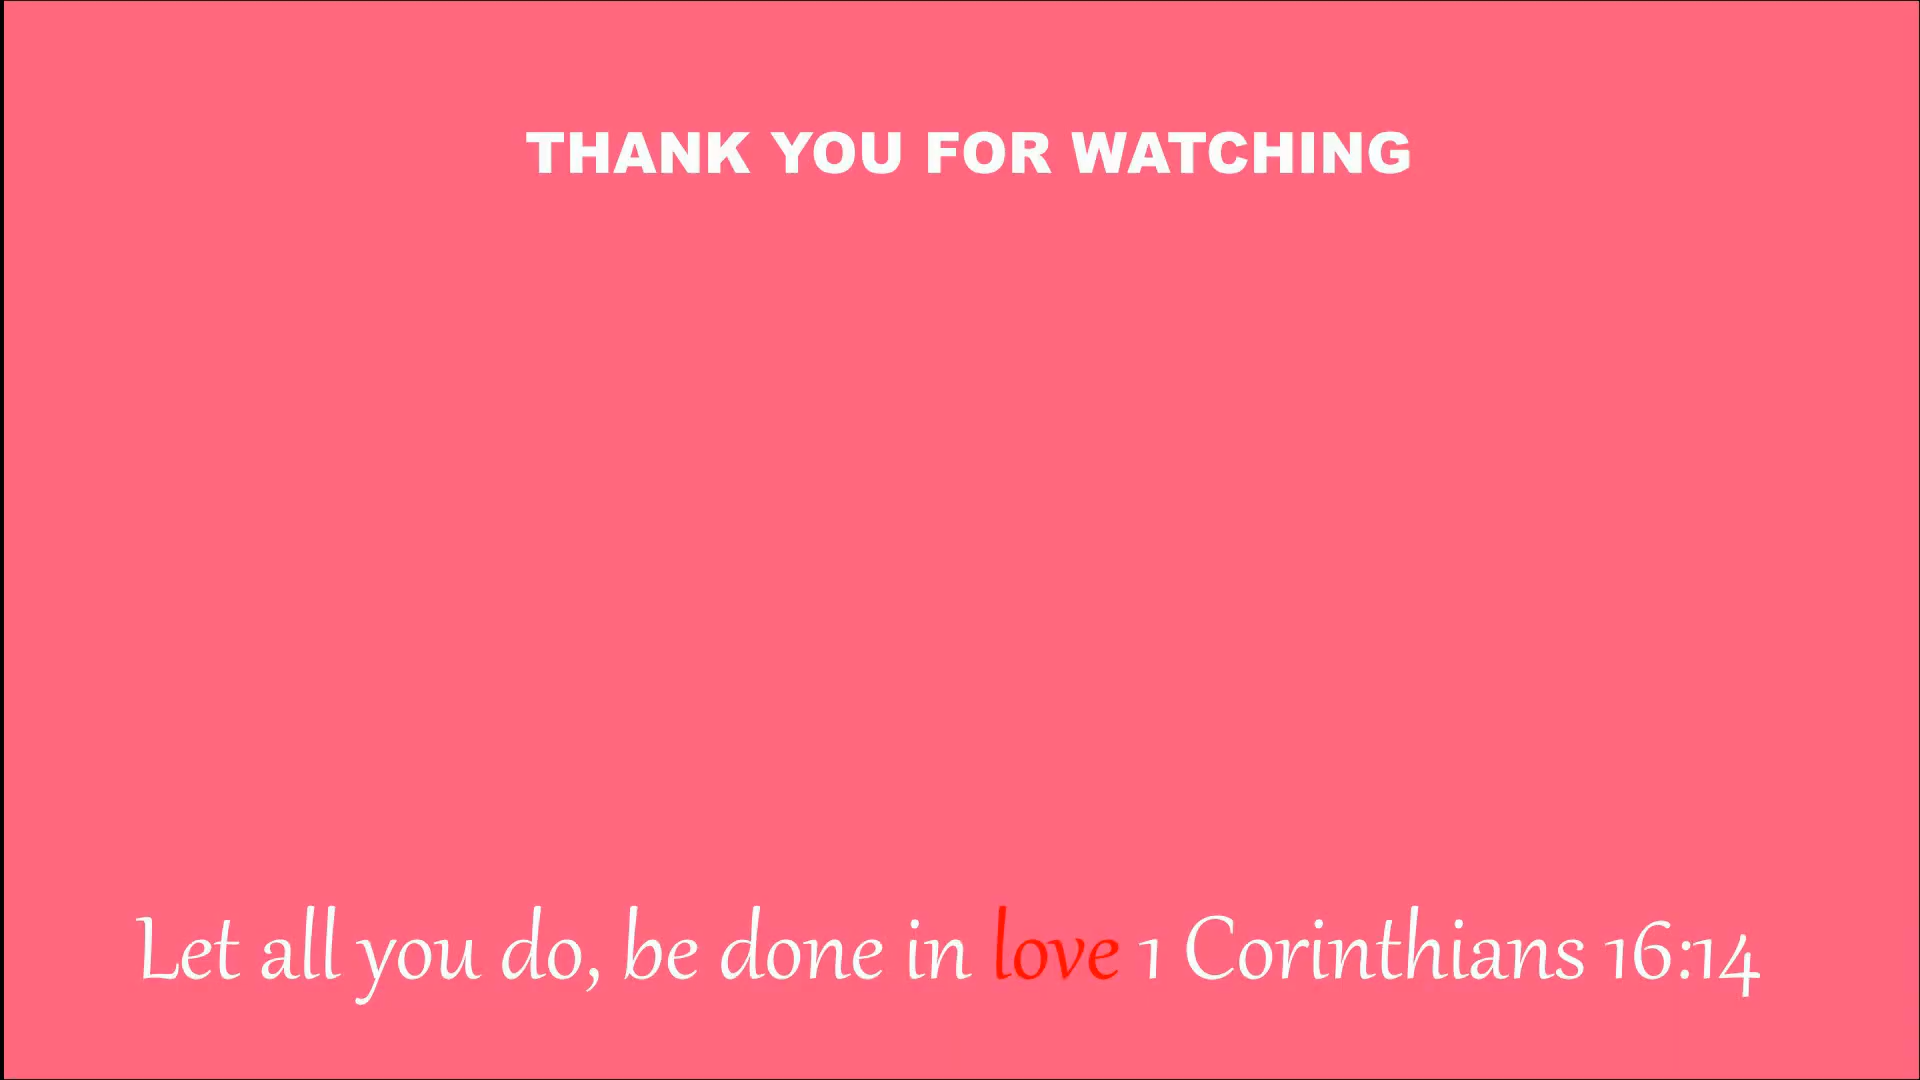 THANK YOU FOR WATCHING
Let all you do, be done in love 1 Corinthians 16:14